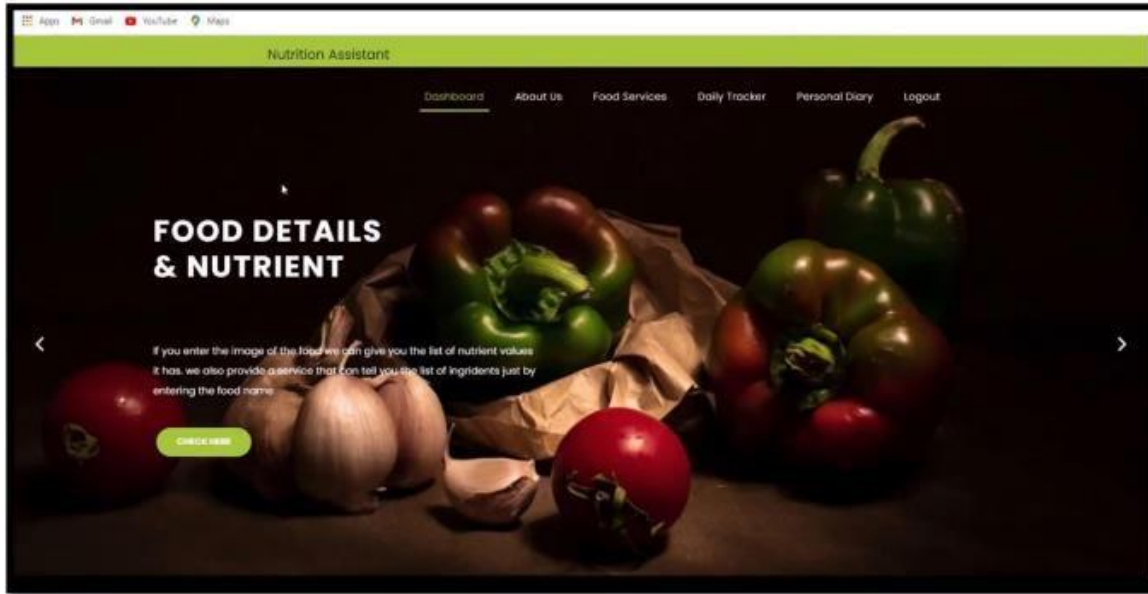 Apps Gmail YouTube Maps
Nutrition Assistant
Dashboard About Us Food Services Daily Tracker Personal Diary Logout
FOOD DETAILS
& NUTRIENT
If you enter the image of the food we can give you the list of nutrient values
it has. we also provide a service that can tell you the list of ingridents just by
entering the food name
CHECK HERE